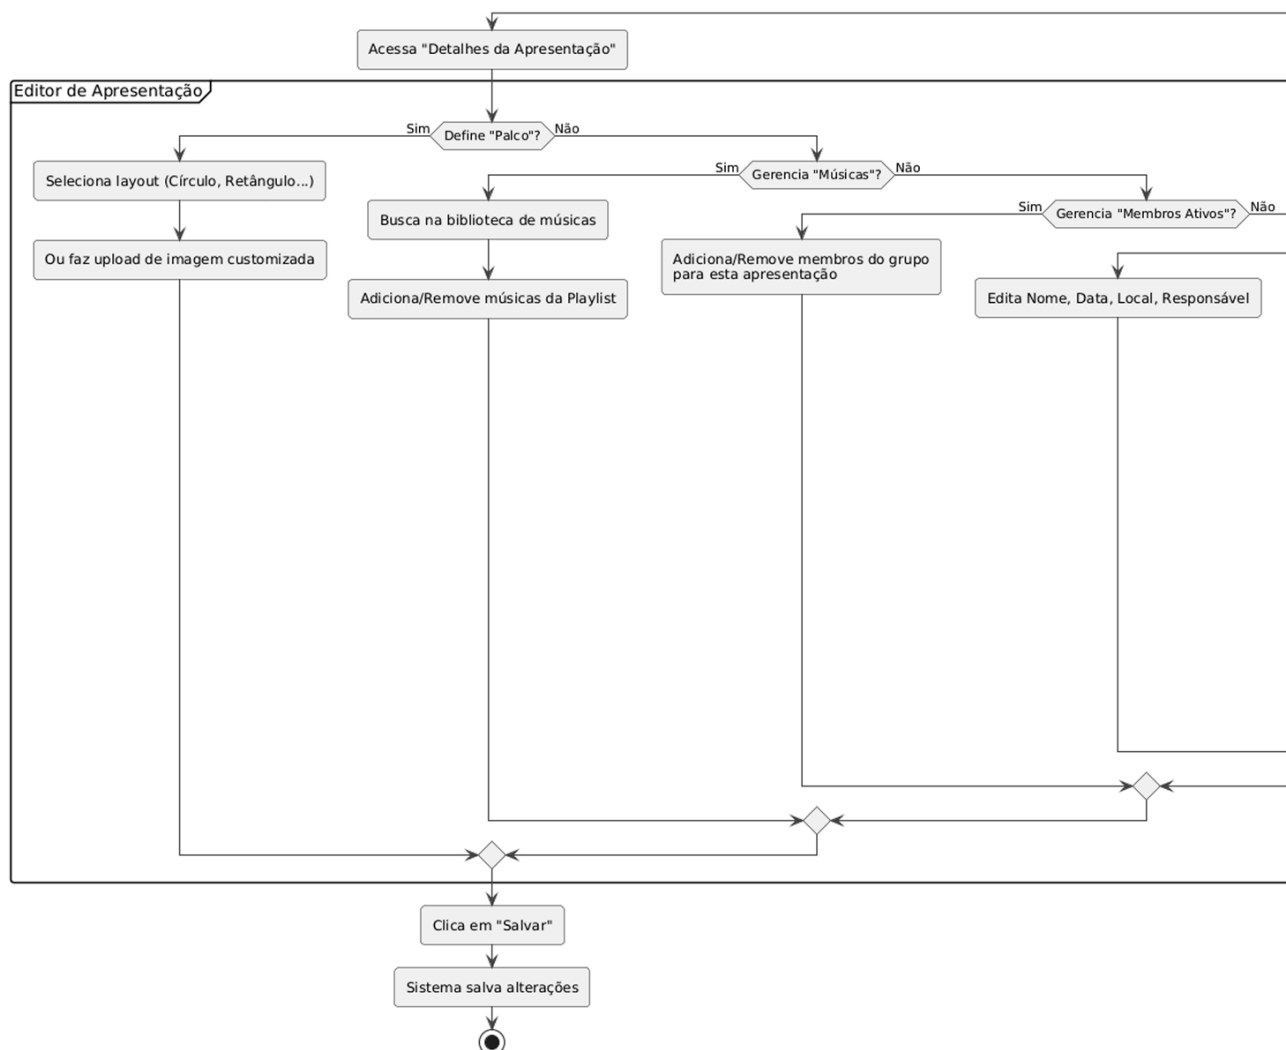 Acessa "Detalhes da Apresentação"
Editor de Apresentação
Sim
Define "Palco"?
Não
Seleciona layout (Círculo, Retângulo...)
Ou faz upload de imagem customizada
Sim
Gerencia "Músicas"?
Não
Busca na biblioteca de músicas
Adiciona/Remove músicas da Playlist
Sim
Gerencia "Membros Ativos"?
Não
Adiciona/Remove membros do grupo
para esta apresentação
Edita Nome, Data, Local, Responsável
Clica em "Salvar"
Sistema salva alterações